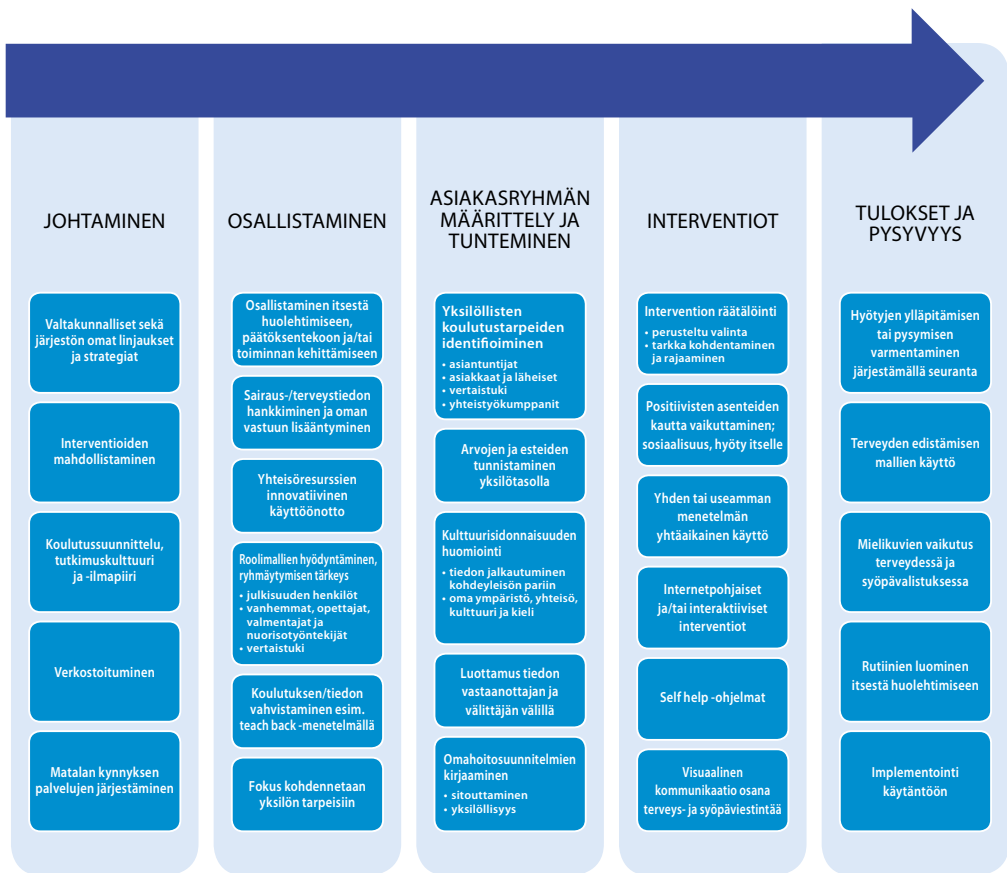 JOHTAMINEN
Valtakunnalliset sekä
järjestön omat linjaukset
ja strategiat
Interventioiden
mahdollistaminen
Koulutussuunnittelu,
tutkimuskulttuuri
ja -ilmapiiri
Verkostoituminen
Matalan kynnyksen
palvelujen järjestäminen
OSALLISTAMINEN
Osallistaminen itsestä
huolehtimiseen,
päätöksentekoon ja/tai
toiminnan kehittämiseen
Sairaus-/terveystiedon
hankkiminen ja oman
vastuun lisääntyminen
Yhteisöresurssien
innovatiivinen
käyttöönotto
Roolimallien hyödyntäminen,
ryhmäytymisen tärkeys
• julkisuuden henkilöt
• vanhemmat, opettajat,
valmentajat ja
nuorisotyöntekijät
• vertaistuki
Koulutuksen/tiedon
vahvistaminen esim.
teach back -menetelmällä
Fokus kohdennetaan
yksilön tarpeisiin
ASIAKASRYHMÄN
MÄÄRITTELY JA
TUNTEMINEN
Yksilöllisten
koulutustarpeiden
identifioiminen
• asiantuntijat
• asiakkaat ja läheiset
• vertaistuki
• yhteistyökumppanit
Arvojen ja esteiden
tunnistaminen
yksilötasolla
Kulttuurisidonnaisuuden
huomiointi
• tiedon jalkautuminen
kohdeyleisön pariin
• oma ympäristö, yhteisö,
kulttuuri ja kieli
Luottamus tiedon
vastaanottajan ja
välittäjän välillä
Omahoitosuunnitelmien
kirjaaminen
• sitouttaminen
• yksilöllisyys
INTERVENTIOT
Intervention räätälöinti
• perusteltu valinta
• tarkka kohdentaminen
ja rajaaminen
Positiivisten asenteiden
kautta vaikuttaminen;
sosiaalisuus, hyöty itselle
Yhden tai useamman
menetelmän
yhtäaikainen käyttö
Internetpohjaiset
ja/tai interaktiiviset
interventiot
Self help -ohjelmat
Visuaalinen
kommunikaatio osana
terveys- ja syöpäviestintää
TULOKSET JA
PYSYVYYS
Hyötyjen ylläpitämisen
tai pysymisen
varmentaminen
järjestämällä seuranta
Terveyden edistämisen
mallien käyttö
Mielikuvien vaikutus
terveydessä ja
syöpävalistuksessa
Rutiinien luominen
itsestä huolehtimiseen
Implementointi
käytäntöön